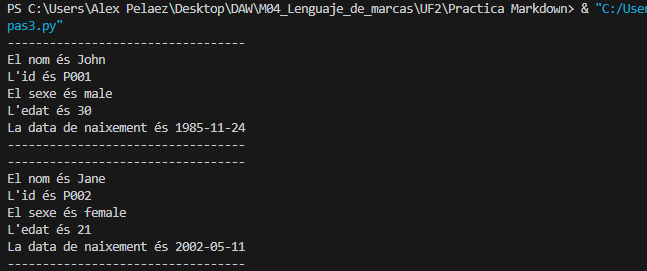 PS C:\Users\Alex Pelaez\Desktop\DAW\M04_Lenguaje_de_marcas\UF2\Practica Markdown> & "C:/User
pas3.py"
----------------------------------
El nom és John
L'id és P001
El sexe és male
L'edat és 30
La data de naixement és 1985-11-24
----------------------------------
----------------------------------
El nom és Jane
L'id és P002
El sexe és female
L'edat és 21
La data de naixement és 2002-05-11
----------------------------------